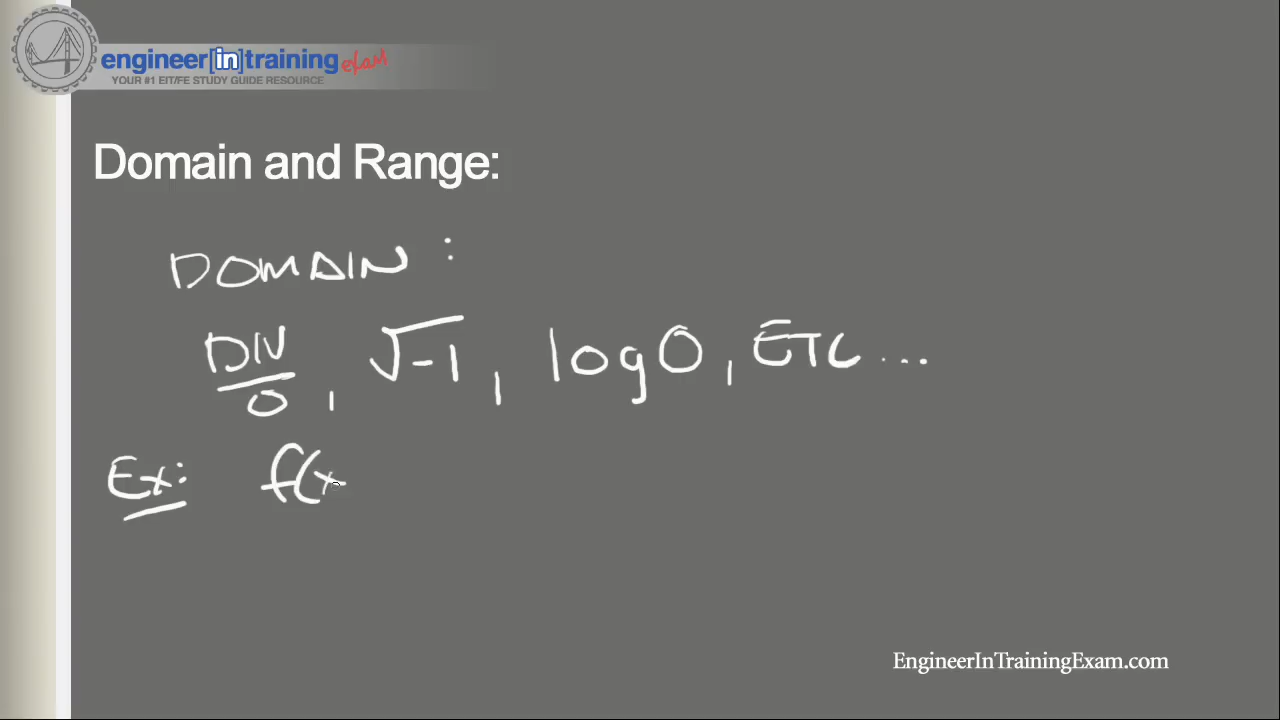 engineer[in]training exam
YOUR #1 EIT/FE STUDY GUIDE RESOURCE
Domain and Range:
DOMAIN:
DIV/0, √-1, log0, ETC...
Ex: f(x
EngineerInTrainingExam.com